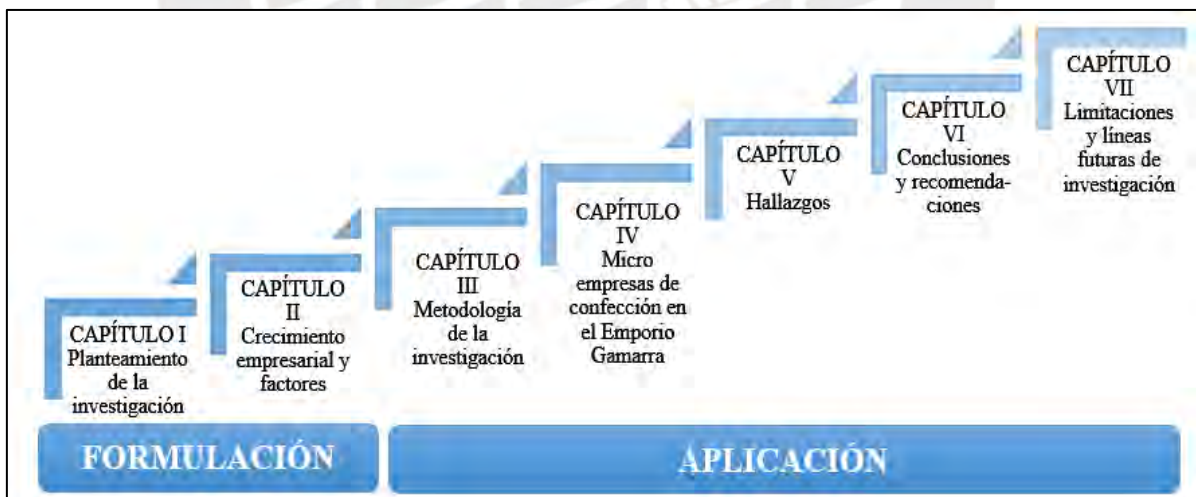 CAPÍTULO I
Planteamiento
de la
investigación
CAPÍTULO
II
Crecimiento
empresarial y
factores
CAPÍTULO
III
Metodología
de la
investigación
CAPÍTULO
IV
Micro
empresas de
confección en
el Emporio
Gamarra
CAPÍTULO
V
Hallazgos
CAPÍTULO
VI
Conclusiones
y recomenda-
ciones
CAPÍTULO
VII
Limitaciones
y líneas
futuras de
investigación
FORMULACIÓN
APLICACIÓN